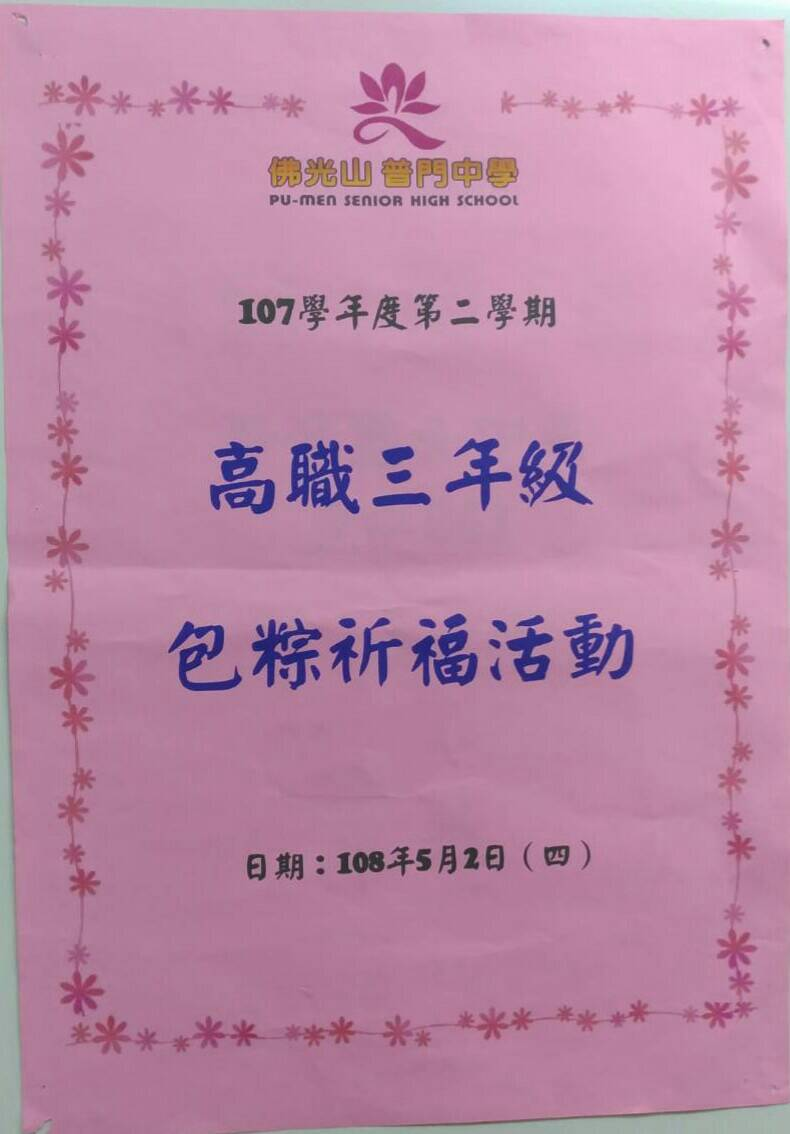 佛光山 普門中學
PU-MEN SENIOR HIGH SCHOOL
107學年度第二學期
高職三年級
包粽祈福活動
日期：108年5月2日（四）